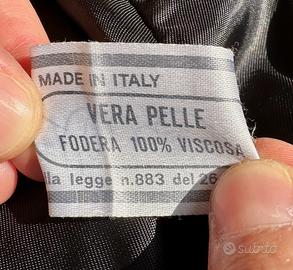 MADE IN ITALY
VERA PELLE
FODERA 100% VISCOSA
lla legge n.883 del 26
subito